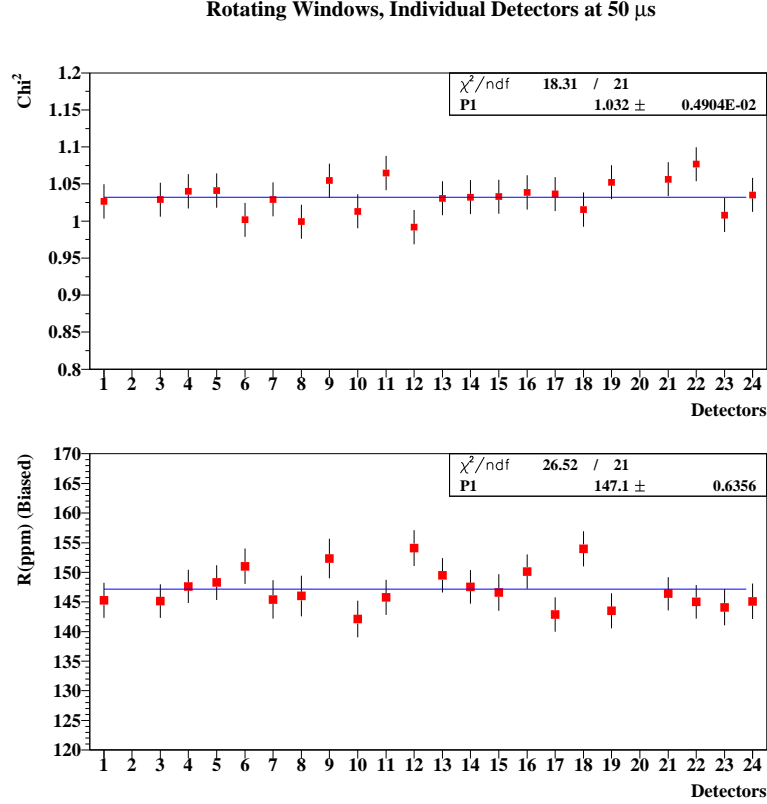 Rotating Windows, Individual Detectors at 50 μs
Chi²
1.2
1.15
1.1
1.05
1
0.95
0.9
0.85
0.8
χ²/ndf 18.31 / 21
P1 1.032 ± 0.4904E-02
1 2 3 4 5 6 7 8 9 10 11 12 13 14 15 16 17 18 19 20 21 22 23 24
Detectors
R(ppm) (Biased)
170
165
160
155
150
145
140
135
130
125
120
χ²/ndf 26.52 / 21
P1 147.1 ± 0.6356
1 2 3 4 5 6 7 8 9 10 11 12 13 14 15 16 17 18 19 20 21 22 23 24
Detectors